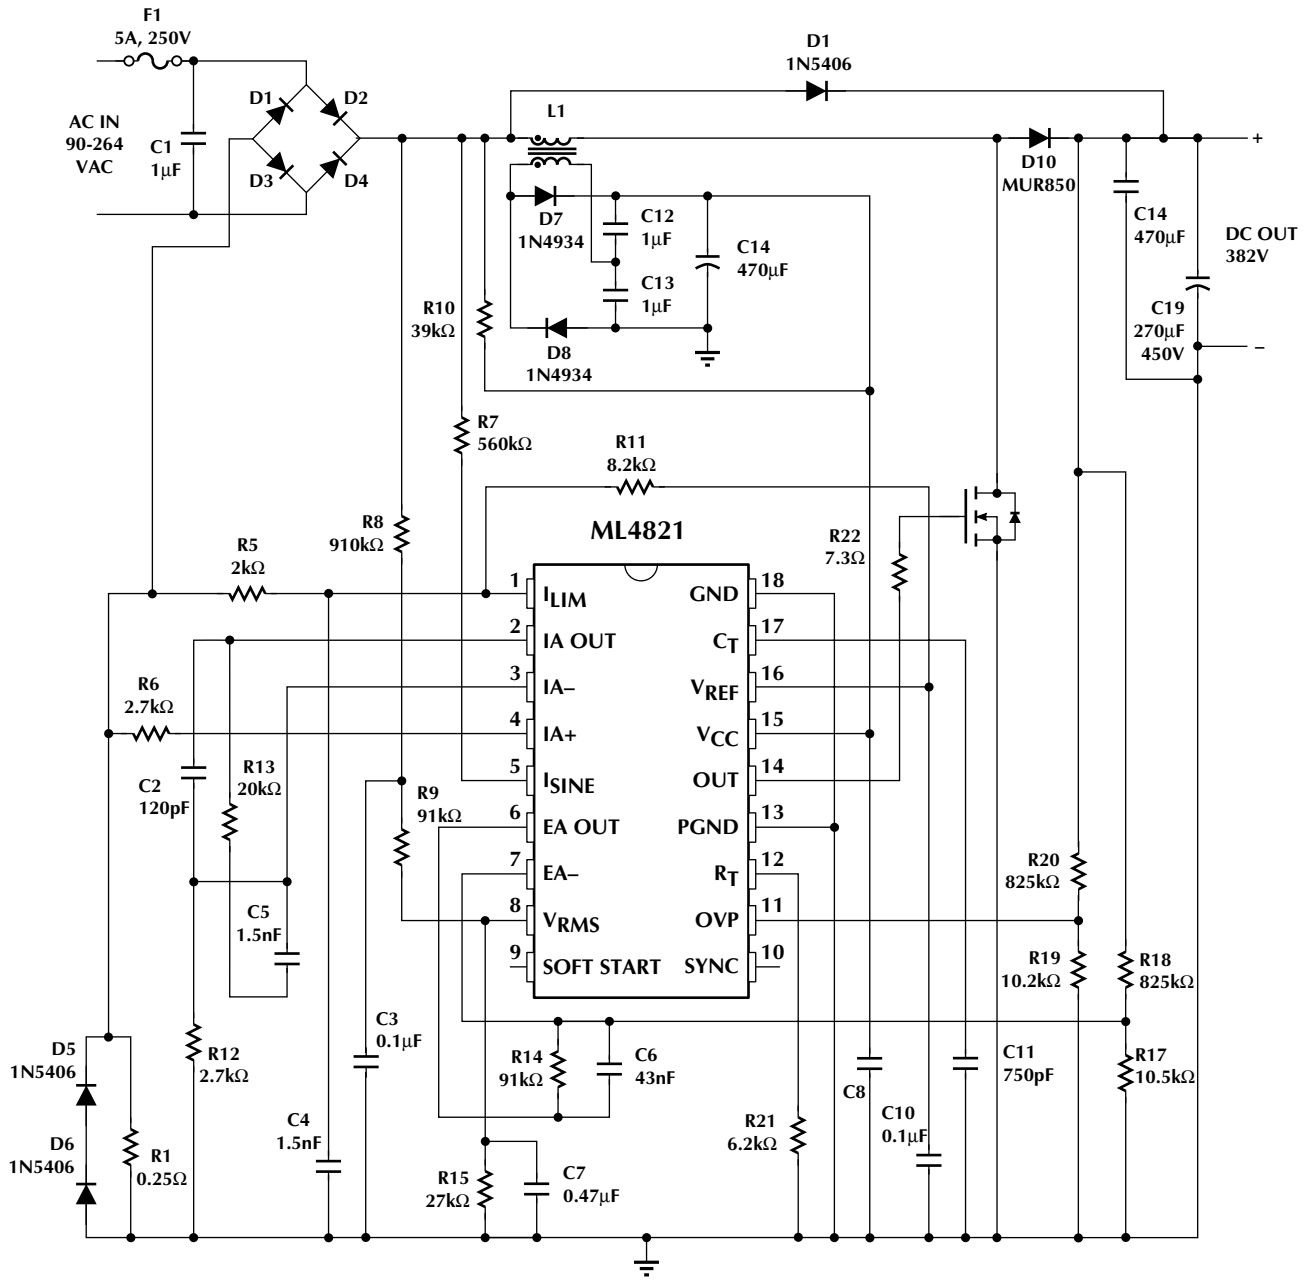 F1
5A, 250V
AC IN
90-264
VAC
C1
1µF
D1
D2
D3
D4
D1
1N5406
L1
D10
MUR850
+
C14
470µF
DC OUT
382V
C19
270µF
450V
–
D7
1N4934
C12
1µF
C13
1µF
C14
470µF
D8
1N4934
R10
39kΩ
R7
560kΩ
R11
8.2kΩ
R8
910kΩ
ML4821
R22
7.3Ω
R5
2kΩ
R6
2.7kΩ
C2
120pF
R13
20kΩ
R9
91kΩ
C5
1.5nF
1
ILIM
2
IA OUT
3
IA–
4
IA+
5
ISINE
6
EA OUT
7
EA–
8
VRMS
9
SOFT START
18
GND
17
CT
16
VREF
15
VCC
14
OUT
13
PGND
12
RT
11
OVP
10
SYNC
R20
825kΩ
R19
10.2kΩ
R18
825kΩ
R17
10.5kΩ
D5
1N5406
D6
1N5406
R1
0.25Ω
R12
2.7kΩ
C4
1.5nF
C3
0.1µF
R14
91kΩ
C6
43nF
R15
27kΩ
C7
0.47µF
R21
6.2kΩ
C8
C10
0.1µF
C11
750pF